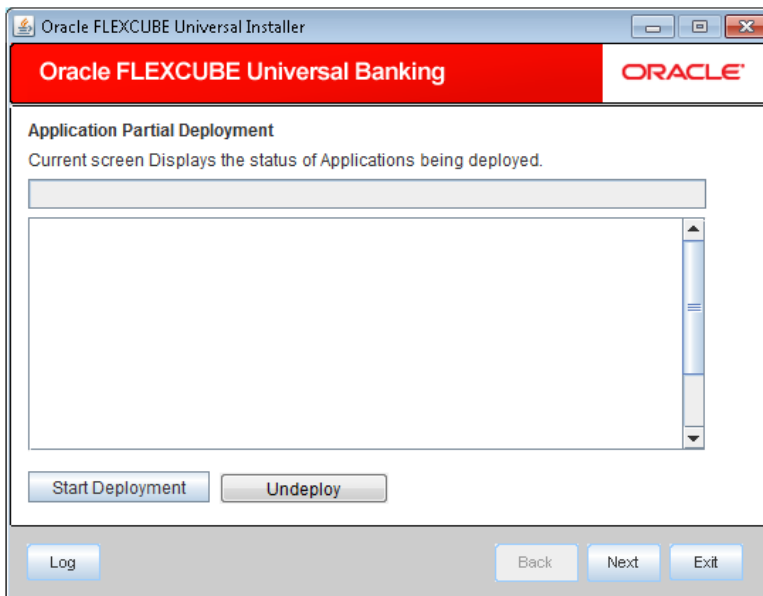 Oracle FLEXCUBE Universal Installer
Oracle FLEXCUBE Universal Banking
ORACLE
Application Partial Deployment
Current screen Displays the status of Applications being deployed.
Start Deployment
Undeploy
Log
Back
Next
Exit